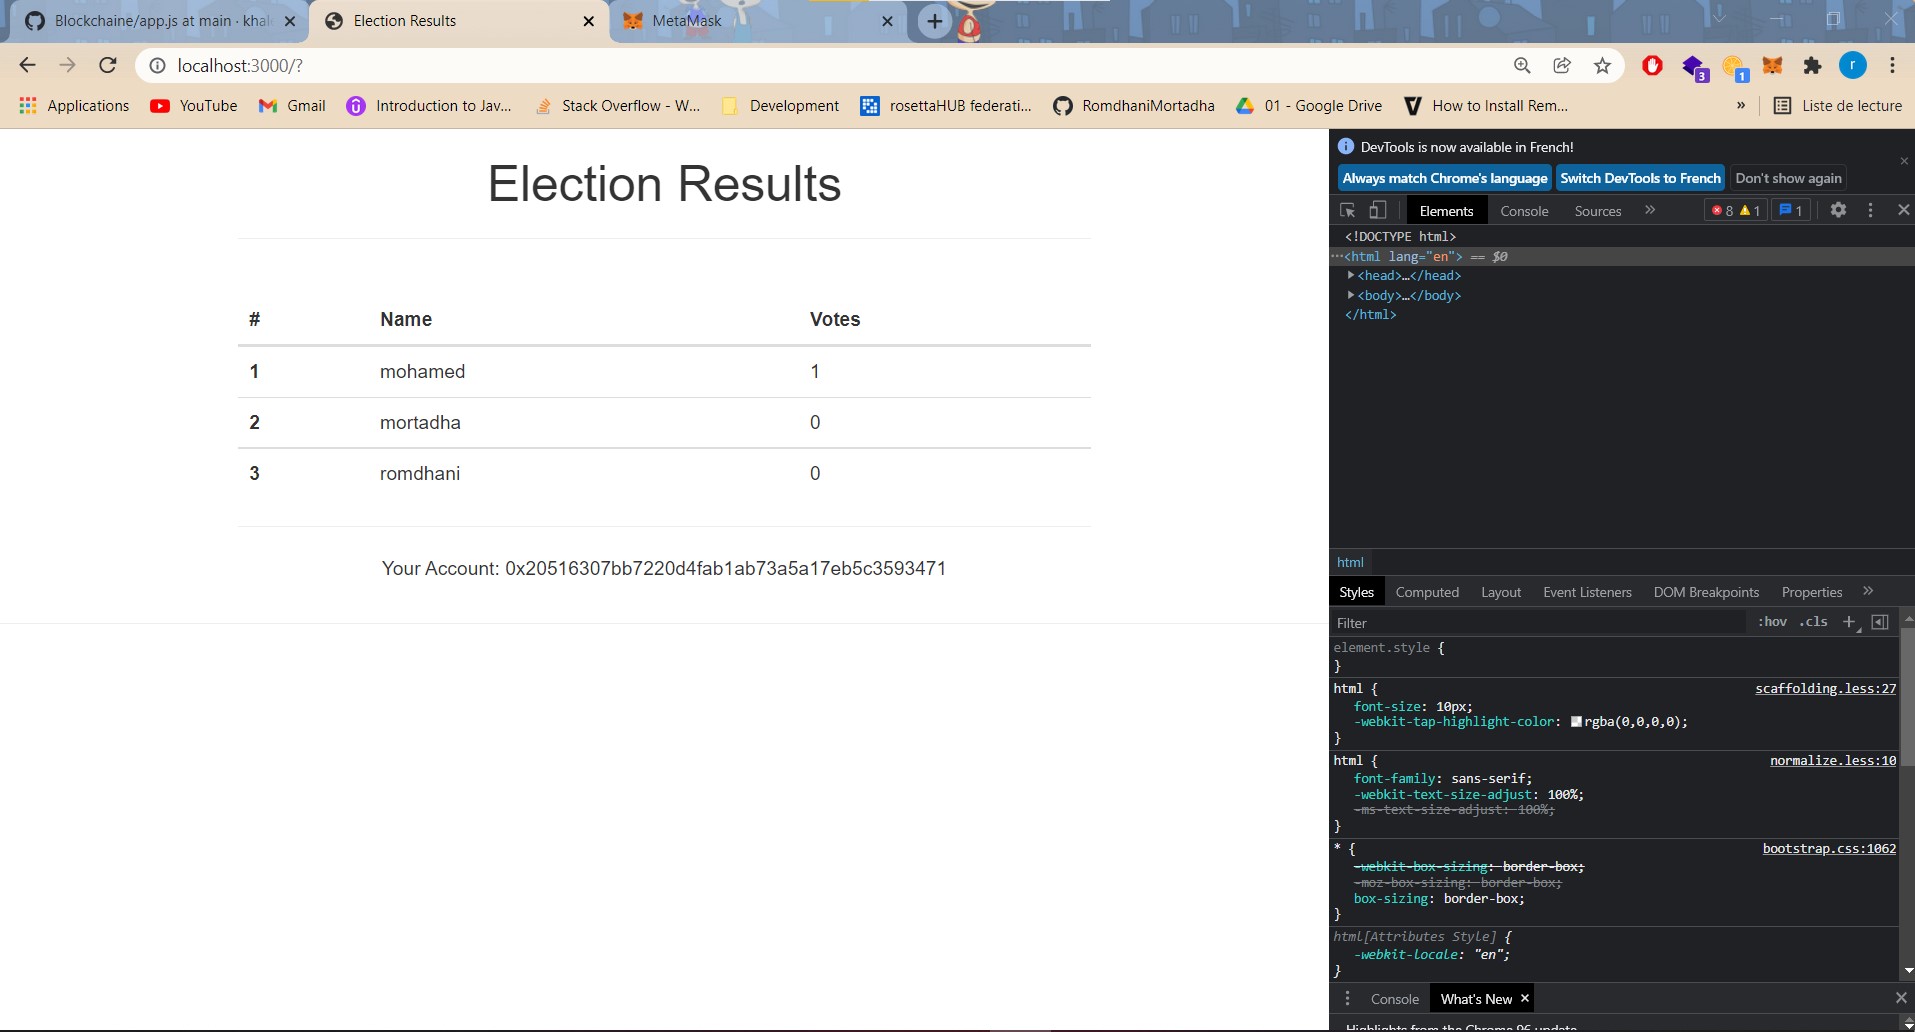 Blockchaine/app.js at main · khal
Election Results
MetaMask
localhost:3000/?
3
1
r
Applications
YouTube
Gmail
Introduction to Jav...
Stack Overflow - W...
Development
rosettaHUB federati...
RomdhaniMortadha
01 - Google Drive
How to Install Rem...
»
Liste de lecture
Election Results
# Name Votes
1 mohamed 1
2 mortadha 0
3 romdhani 0
Your Account: 0x20516307bb7220d4fab1ab73a5a17eb5c3593471
DevTools is now available in French!
Always match Chrome's language
Switch DevTools to French
Don't show again
Elements
Console
Sources
»
8
1
1
<!DOCTYPE html>
···<html lang="en"> == $0
<head>…</head>
<body>…</body>
</html>
html
Styles
Computed
Layout
Event Listeners
DOM Breakpoints
Properties
»
Filter
:hov
.cls
element.style {
}
html { scaffolding.less:27
font-size: 10px;
-webkit-tap-highlight-color: rgba(0,0,0,0);
}
html { normalize.less:10
font-family: sans-serif;
-webkit-text-size-adjust: 100%;
-ms-text-size-adjust: 100%;
}
* { bootstrap.css:1062
-webkit-box-sizing: border-box;
-moz-box-sizing: border-box;
box-sizing: border-box;
}
html[Attributes Style] {
-webkit-locale: "en";
}
Console
What's New
Highlights from the Chrome 96 update